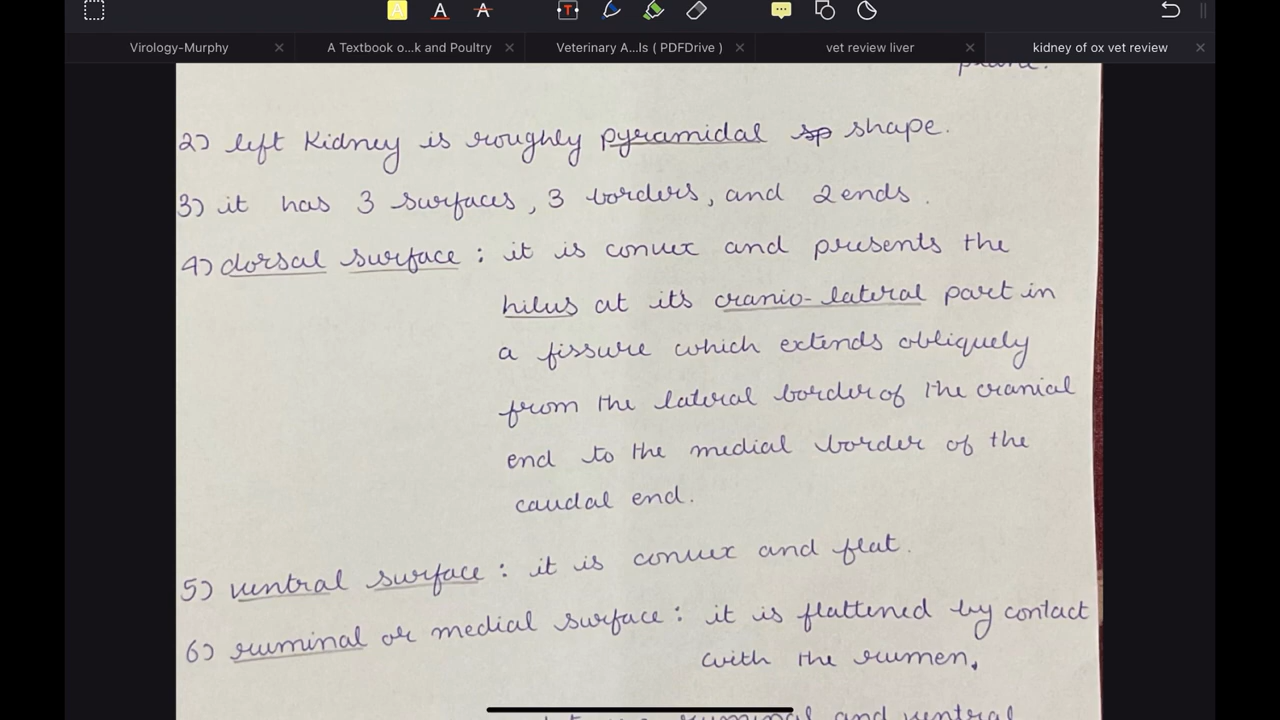 Virology-Murphy
A Textbook o...k and Poultry
Veterinary A...ls ( PDFDrive )
vet review liver
kidney of ox vet review
2) left Kidney is roughly pyramidal shape.
3) it has 3 surfaces, 3 borders, and 2 ends.
4) dorsal surface : it is convex and presents the
hilus at its cranio-lateral part in
a fissure which extends obliquely
from the lateral border of the cranial
end to the medial border of the
caudal end.
5) ventral surface : it is convex and flat.
6) ruminal or medial surface : it is flattened by contact
with the rumen.
ruminal and ventral